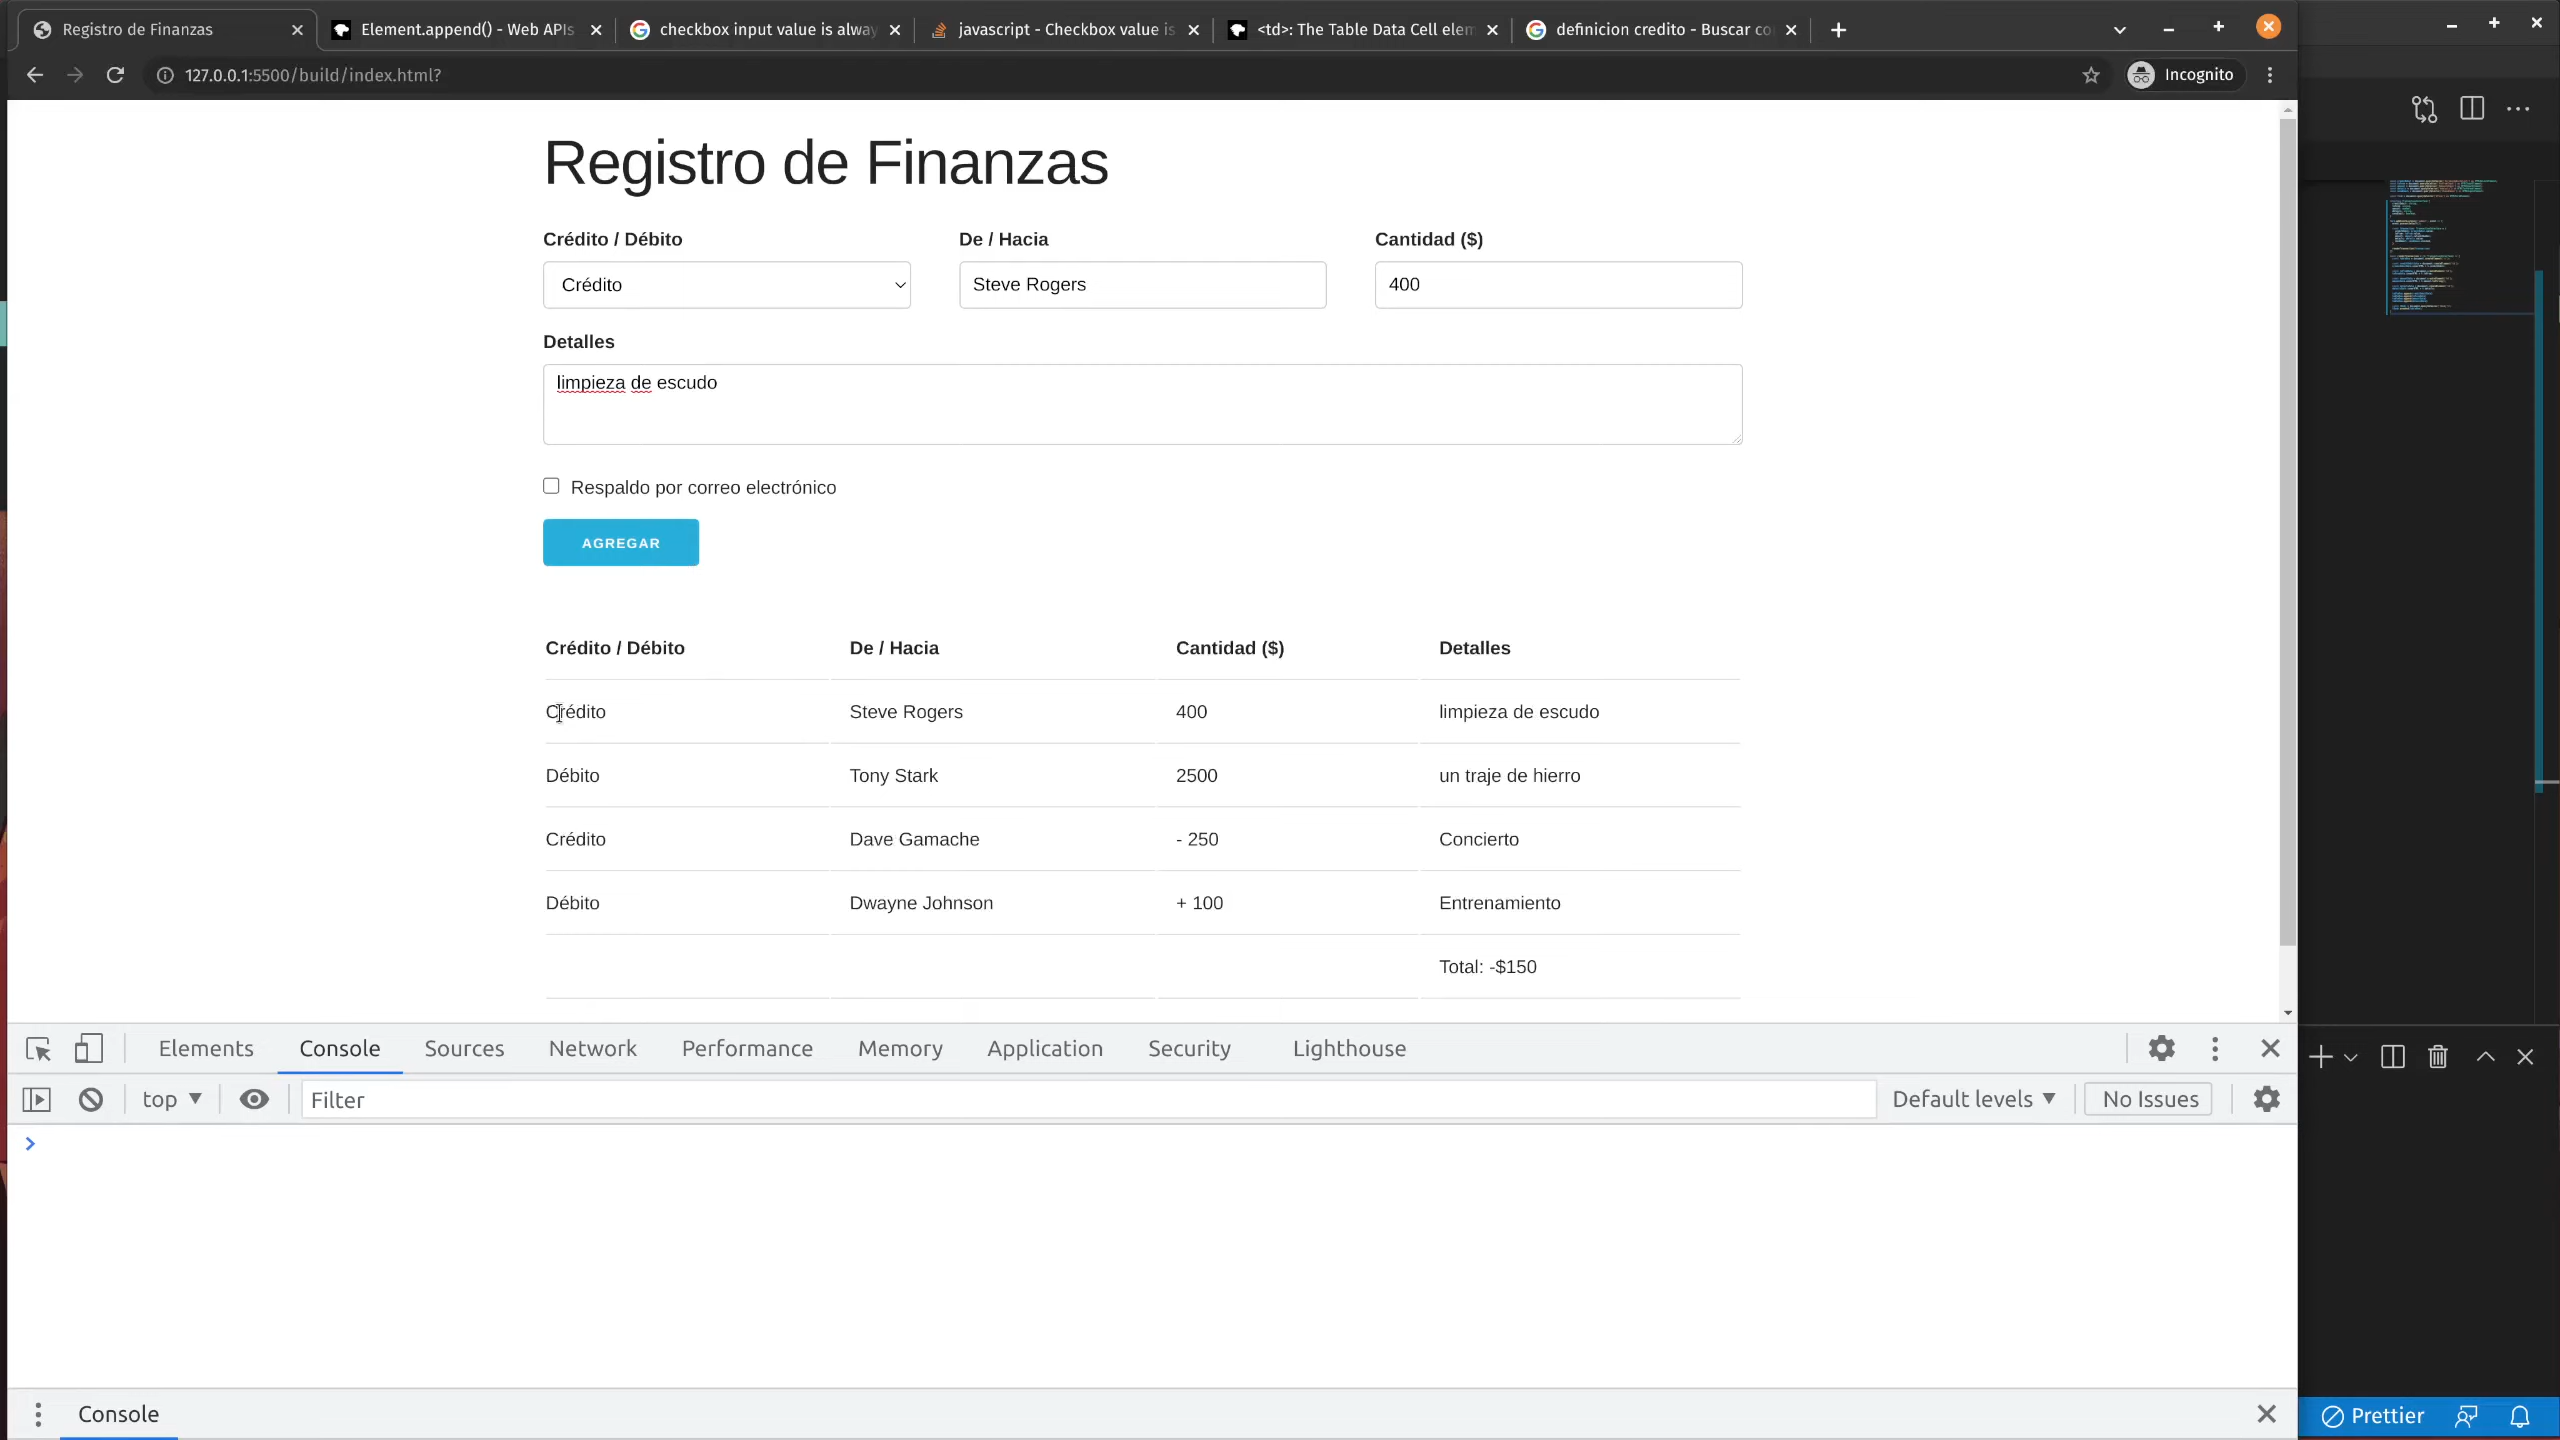 Registro de Finanzas
Element.append() - Web APIs
checkbox input value is alway
javascript - Checkbox value is
<td>: The Table Data Cell elem
definicion credito - Buscar co
127.0.0.1:5500/build/index.html?
Incognito
Registro de Finanzas
Crédito / Débito
De / Hacia
Cantidad ($)
Crédito
Steve Rogers
400
Detalles
limpieza de escudo
Respaldo por correo electrónico
AGREGAR
Crédito / Débito De / Hacia Cantidad ($) Detalles
Crédito Steve Rogers 400 limpieza de escudo
Débito Tony Stark 2500 un traje de hierro
Crédito Dave Gamache - 250 Concierto
Débito Dwayne Johnson + 100 Entrenamiento
Total: -$150
Elements Console Sources Network Performance Memory Application Security Lighthouse
top Filter Default levels No Issues
Console
Prettier